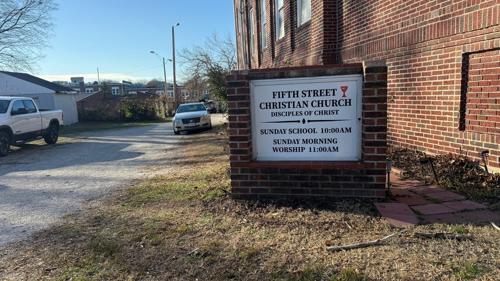 FIFTH STREET
CHRISTIAN CHURCH
DISCIPLES OF CHRIST
SUNDAY SCHOOL 10:00AM
SUNDAY MORNING
WORSHIP 11:00AM